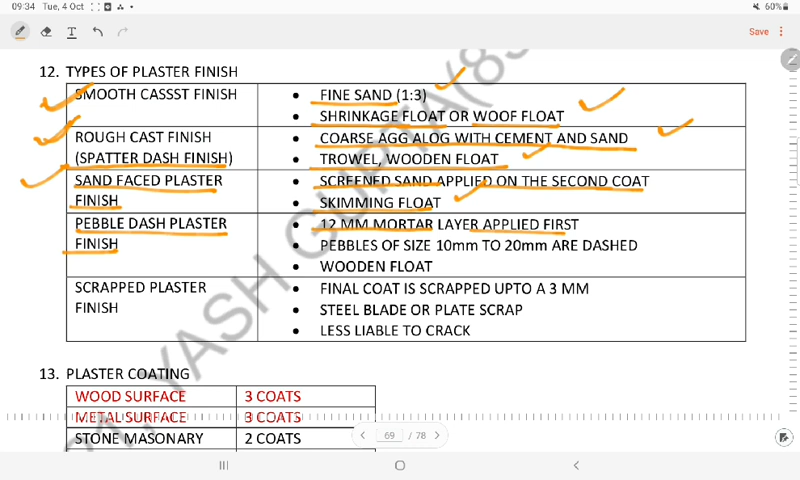 09:34 Tue, 4 Oct
60%
Save
12. TYPES OF PLASTER FINISH
SMOOTH CASSST FINISH
• FINE SAND (1:3)
• SHRINKAGE FLOAT OR WOOF FLOAT
ROUGH CAST FINISH
(SPATTER DASH FINISH)
• COARSE AGG ALOG WITH CEMENT AND SAND
• TROWEL, WOODEN FLOAT
SAND FACED PLASTER
FINISH
• SCREENED SAND APPLIED ON THE SECOND COAT
• SKIMMING FLOAT
PEBBLE DASH PLASTER
FINISH
• 12 MM MORTAR LAYER APPLIED FIRST
• PEBBLES OF SIZE 10mm TO 20mm ARE DASHED
• WOODEN FLOAT
SCRAPPED PLASTER
FINISH
• FINAL COAT IS SCRAPPED UPTO A 3 MM
• STEEL BLADE OR PLATE SCRAP
• LESS LIABLE TO CRACK
13. PLASTER COATING
WOOD SURFACE 3 COATS
METAL SURFACE 3 COATS
STONE MASONARY 2 COATS
69 / 78
YASH GUPTA(8